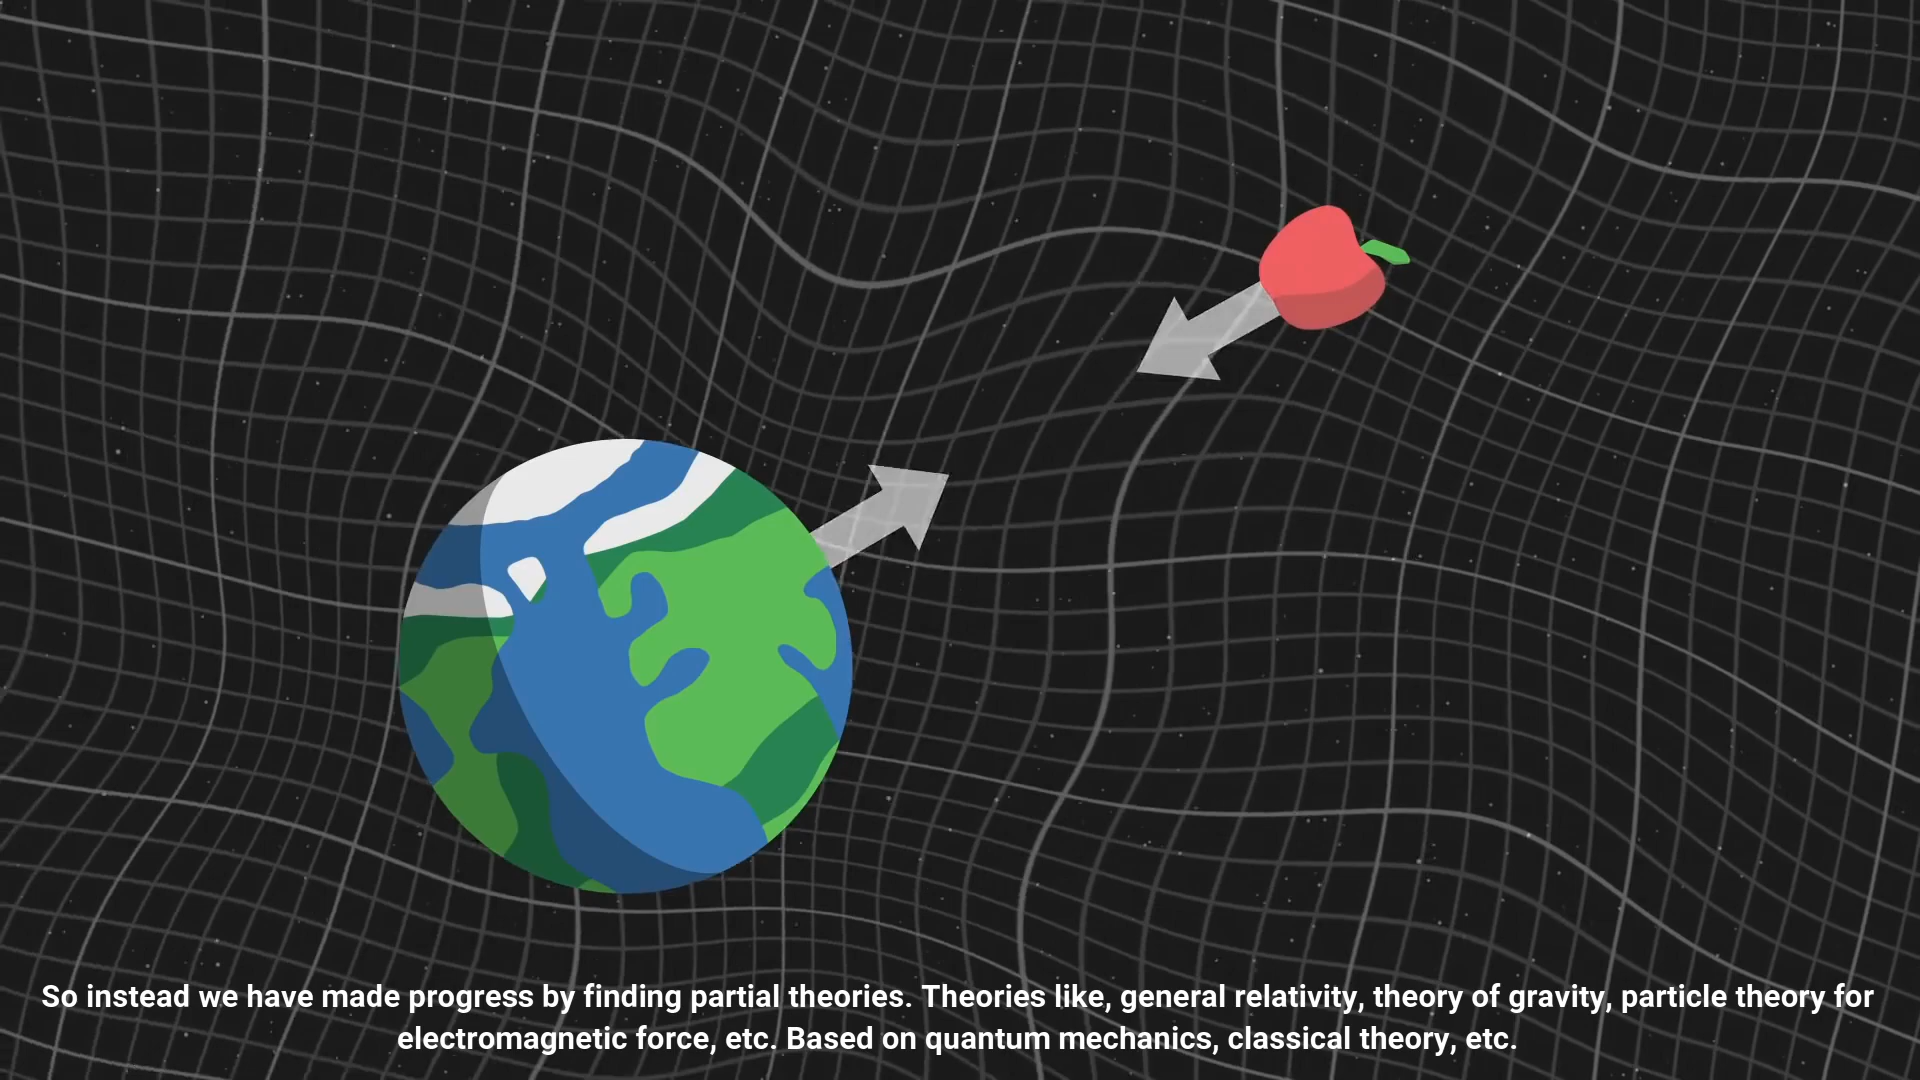 So instead we have made progress by finding partial theories. Theories like, general relativity, theory of gravity, particle theory for
electromagnetic force, etc. Based on quantum mechanics, classical theory, etc.